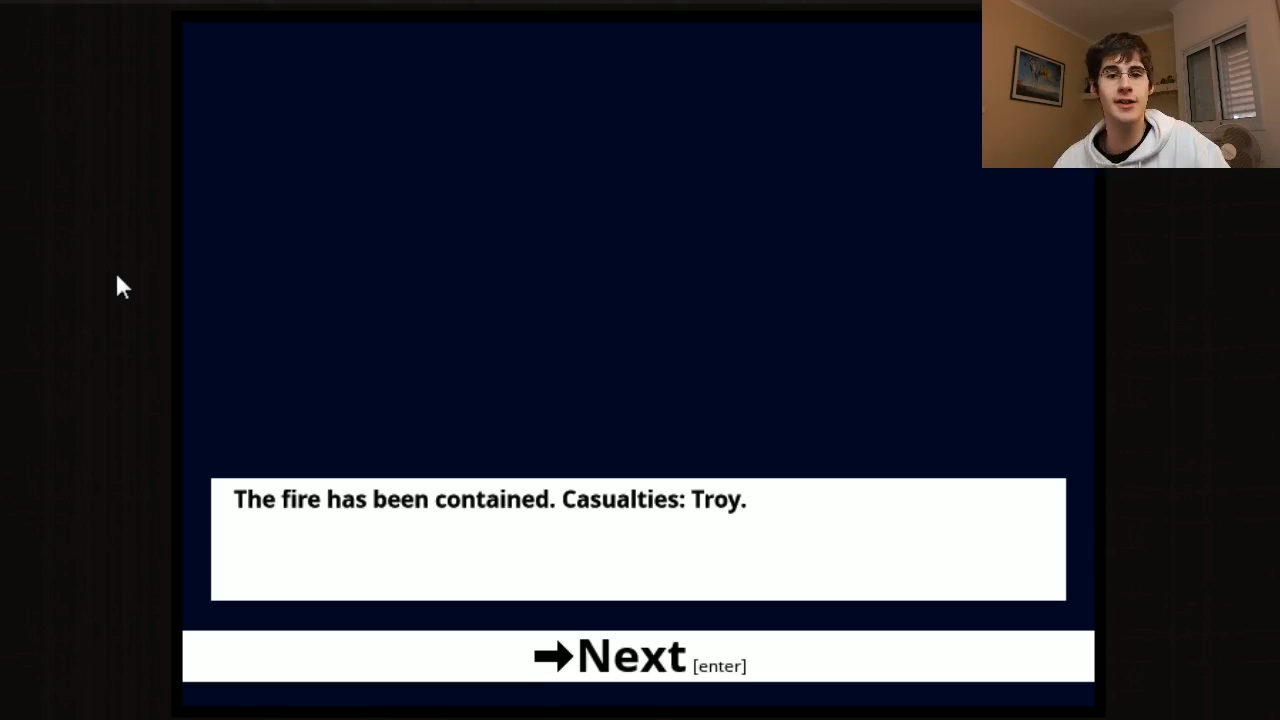 The fire has been contained. Casualties: Troy.
➡Next [enter]